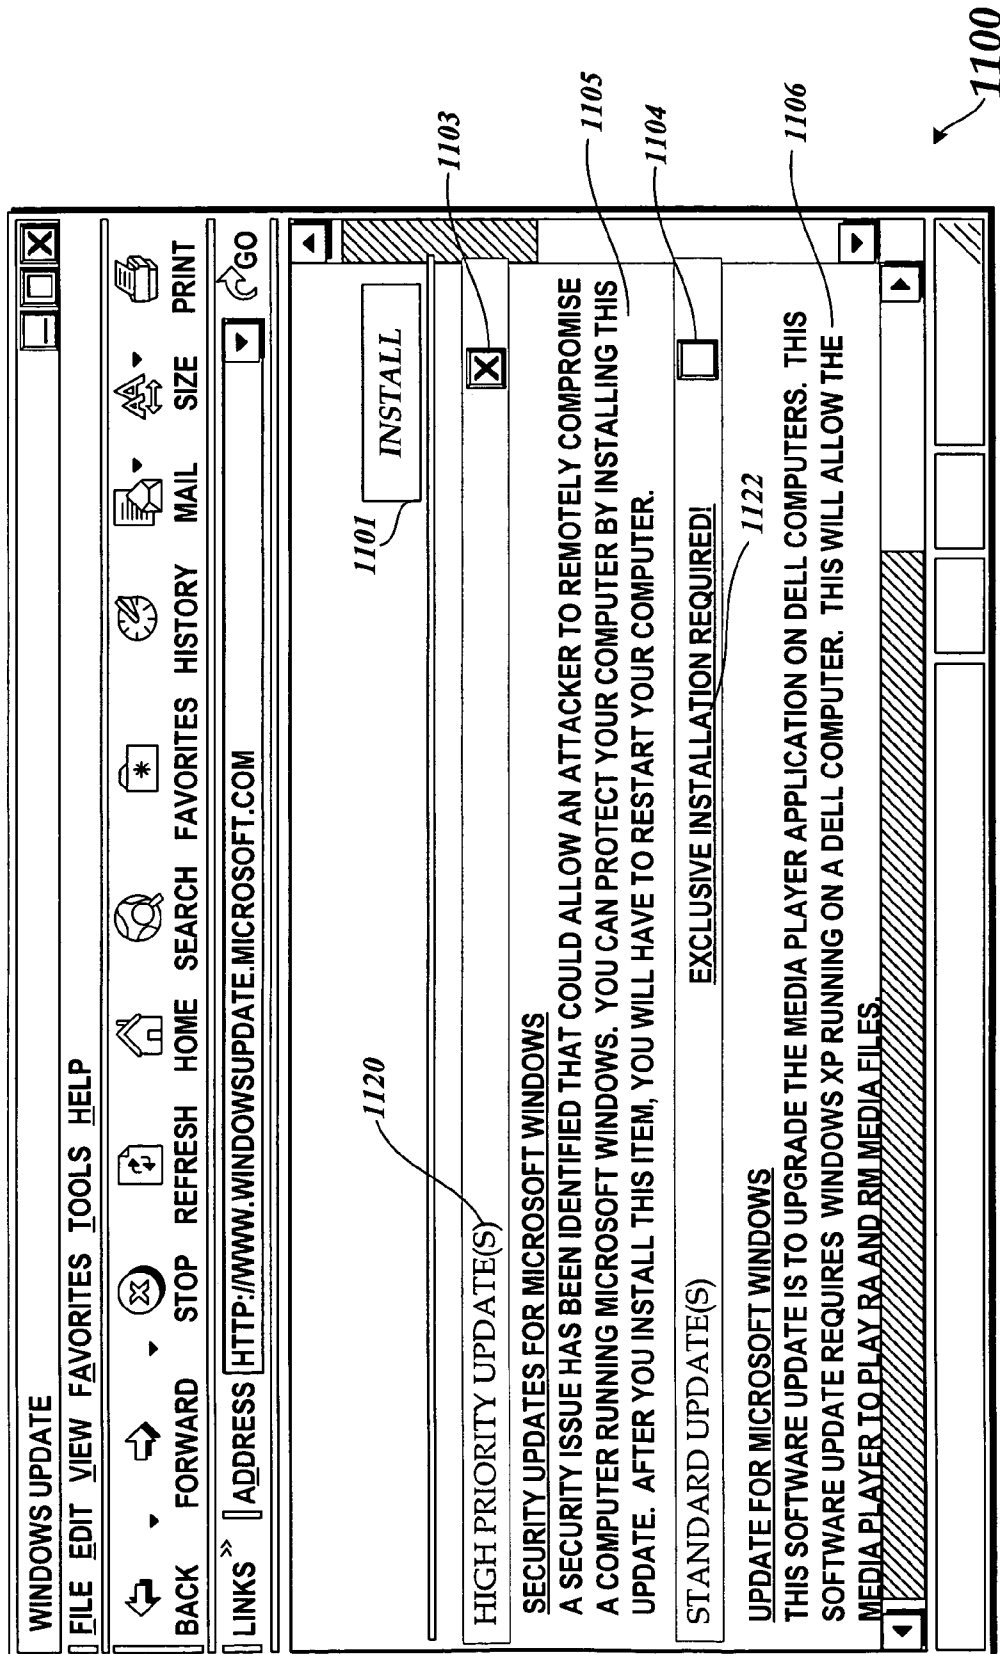 WINDOWS UPDATE
FILE EDIT VIEW FAVORITES TOOLS HELP
BACK FORWARD STOP REFRESH HOME SEARCH FAVORITES HISTORY MAIL SIZE PRINT
LINKS » ADDRESS HTTP://WWW.WINDOWSUPDATE.MICROSOFT.COM GO
1101
INSTALL
1120
HIGH PRIORITY UPDATE(S)
1103
SECURITY UPDATES FOR MICROSOFT WINDOWS
A SECURITY ISSUE HAS BEEN IDENTIFIED THAT COULD ALLOW AN ATTACKER TO REMOTELY COMPROMISE
A COMPUTER RUNNING MICROSOFT WINDOWS. YOU CAN PROTECT YOUR COMPUTER BY INSTALLING THIS
UPDATE. AFTER YOU INSTALL THIS ITEM, YOU WILL HAVE TO RESTART YOUR COMPUTER.
1105
STANDARD UPDATE(S) EXCLUSIVE INSTALLATION REQUIRED!
1104
1122
UPDATE FOR MICROSOFT WINDOWS
THIS SOFTWARE UPDATE IS TO UPGRADE THE MEDIA PLAYER APPLICATION ON DELL COMPUTERS. THIS
SOFTWARE UPDATE REQUIRES WINDOWS XP RUNNING ON A DELL COMPUTER. THIS WILL ALLOW THE
MEDIA PLAYER TO PLAY RA AND RM MEDIA FILES.
1106
1100